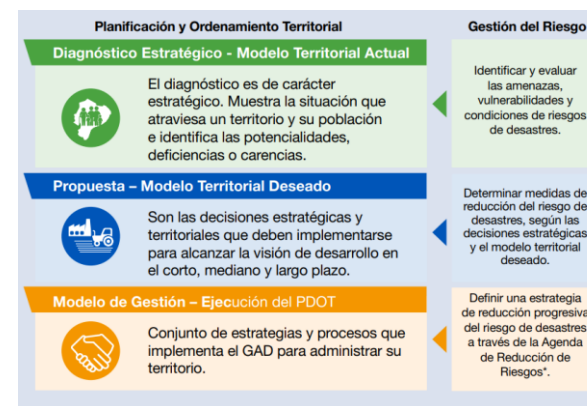 Planificación y Ordenamiento Territorial
Gestión del Riesgo
Diagnóstico Estratégico - Modelo Territorial Actual
El diagnóstico es de carácter
estratégico. Muestra la situación que
atraviesa un territorio y su población
e identifica las potencialidades,
deficiencias o carencias.
Identificar y evaluar
las amenazas,
vulnerabilidades y
condiciones de riesgos
de desastres.
Propuesta – Modelo Territorial Deseado
Son las decisiones estratégicas y
territoriales que deben implementarse
para alcanzar la visión de desarrollo en
el corto, mediano y largo plazo.
Determinar medidas de
reducción del riesgo de
desastres, según las
decisiones estratégicas
y el modelo territorial
deseado.
Modelo de Gestión – Ejecución del PDOT
Conjunto de estrategias y procesos que
implementa el GAD para administrar su
territorio.
Definir una estrategia
de reducción progresiva
del riesgo de desastres
a través de la Agenda
de Reducción de
Riesgos*.